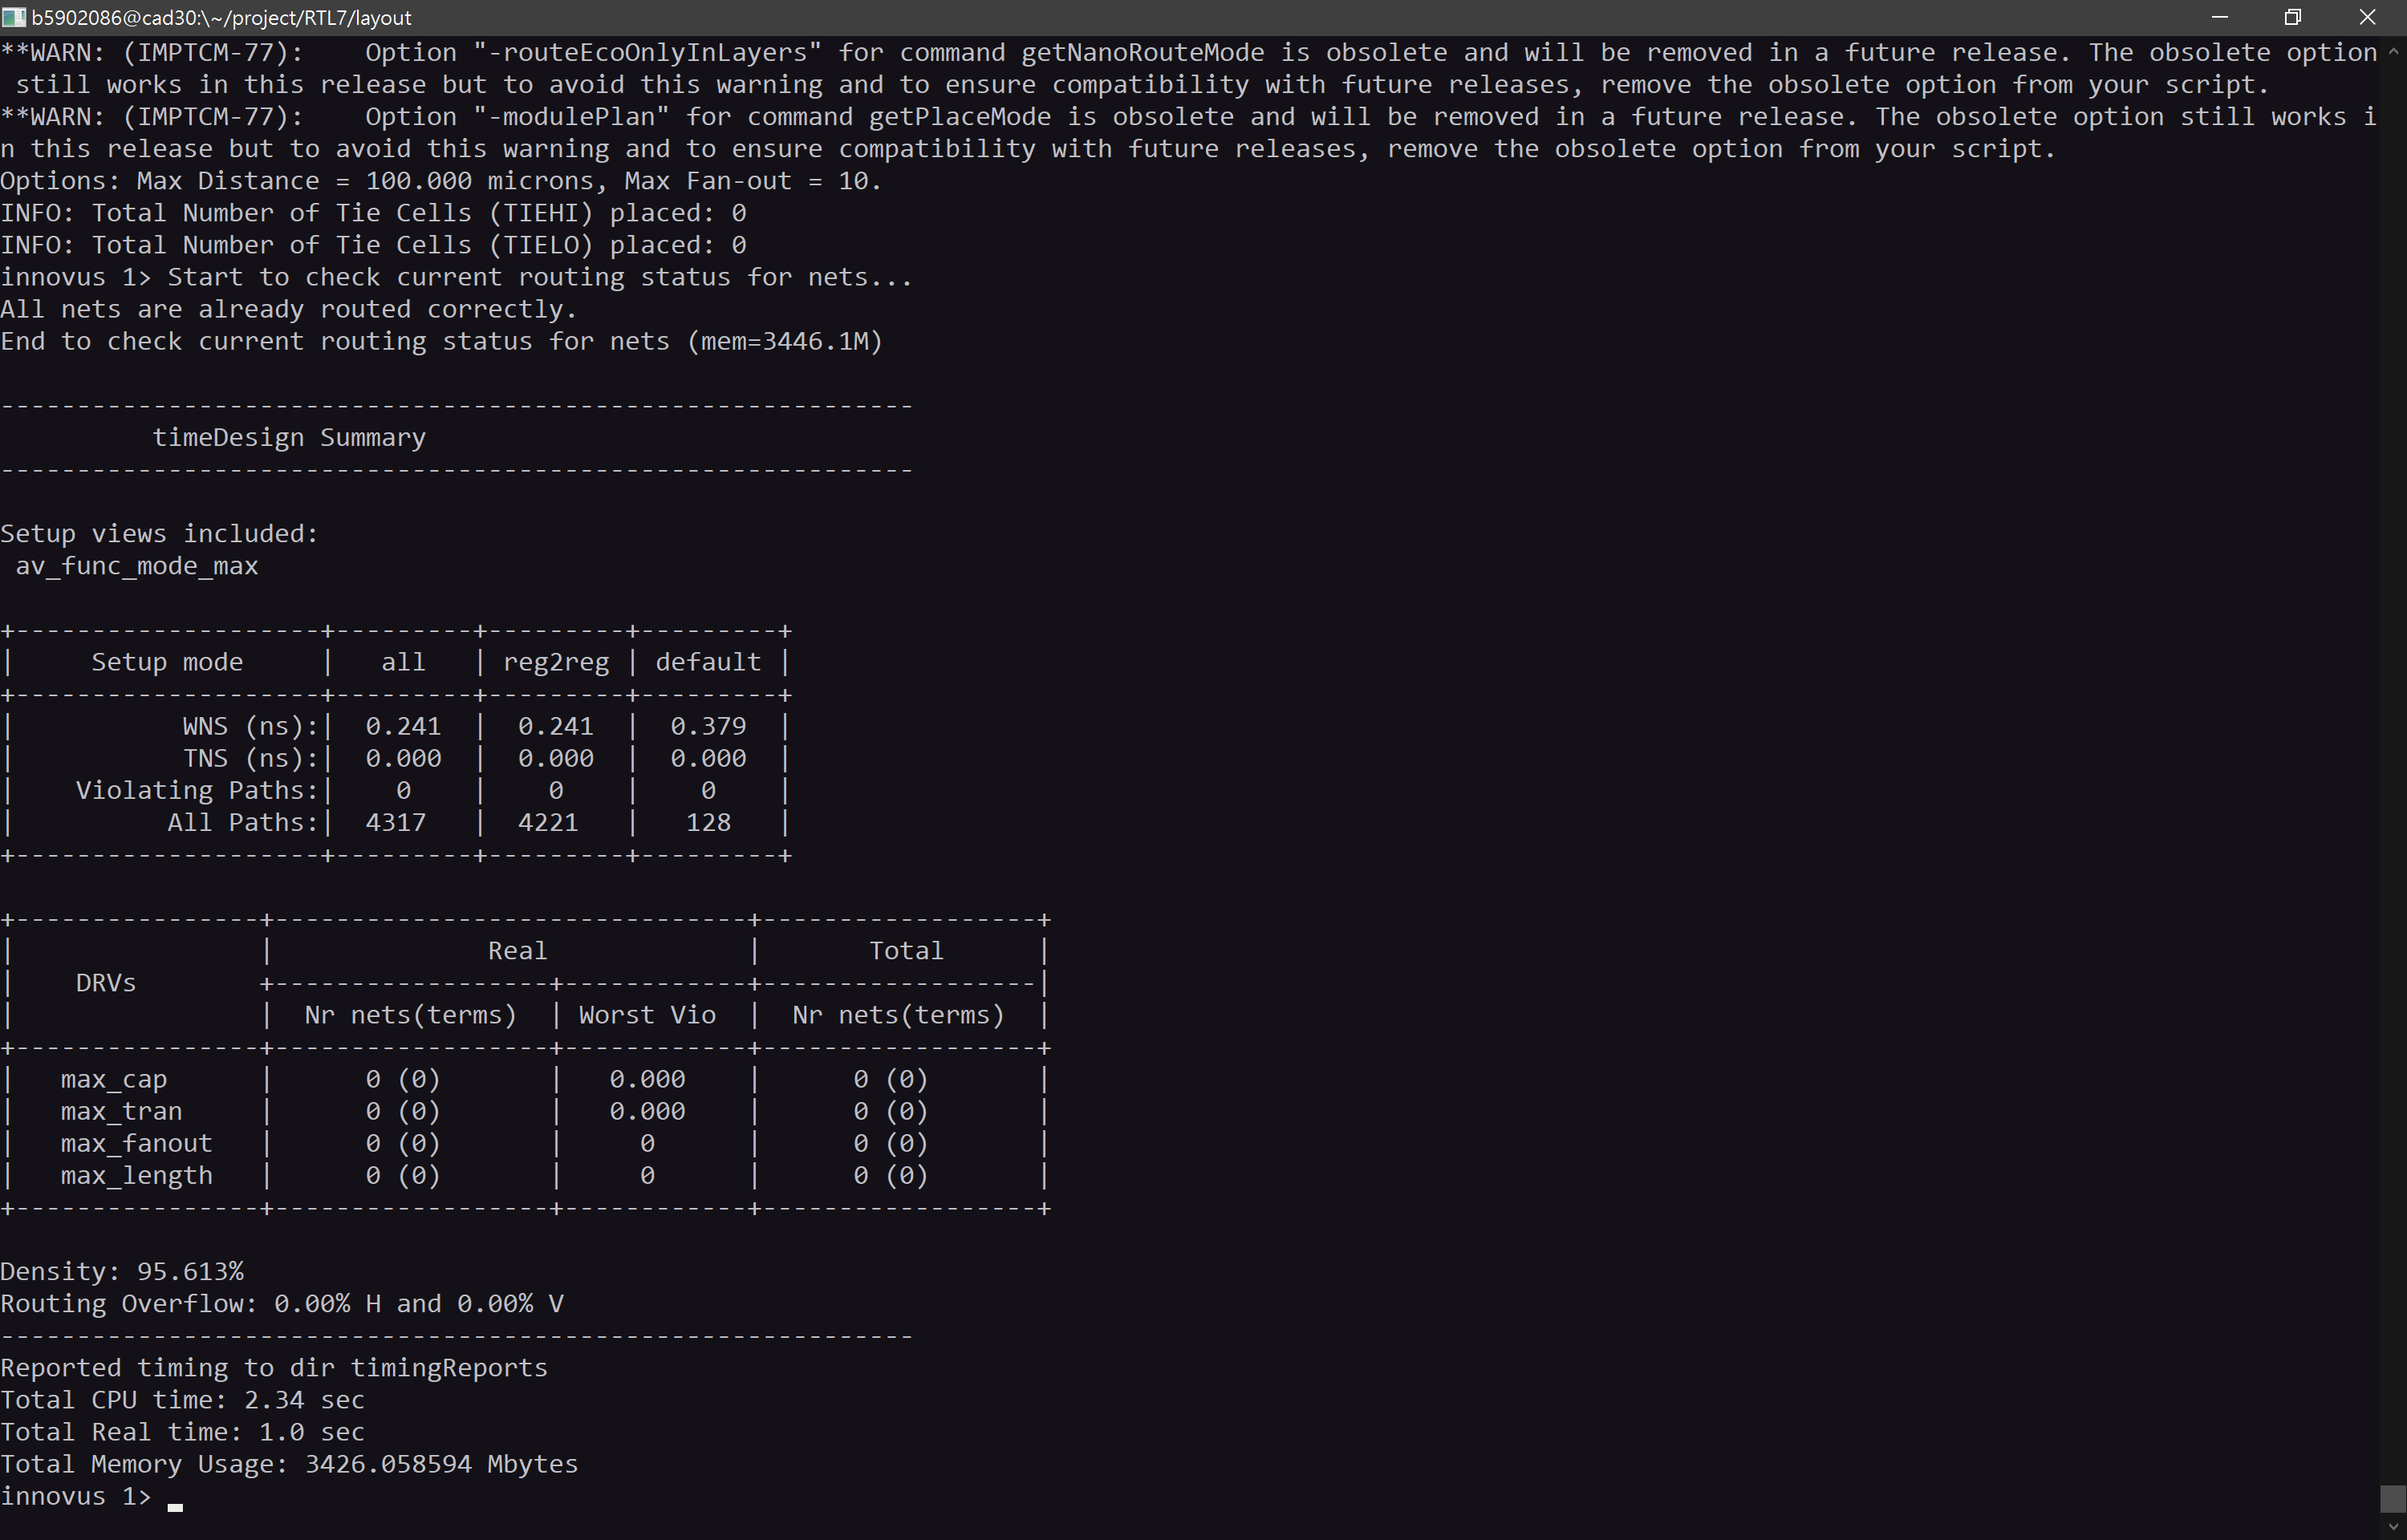 b5902086@cad30:\~/project/RTL7/layout
**WARN: (IMPTCM-77):    Option "-routeEcoOnlyInLayers" for command getNanoRouteMode is obsolete and will be removed in a future release. The obsolete option
 still works in this release but to avoid this warning and to ensure compatibility with future releases, remove the obsolete option from your script.
**WARN: (IMPTCM-77):    Option "-modulePlan" for command getPlaceMode is obsolete and will be removed in a future release. The obsolete option still works i
n this release but to avoid this warning and to ensure compatibility with future releases, remove the obsolete option from your script.
Options: Max Distance = 100.000 microns, Max Fan-out = 10.
INFO: Total Number of Tie Cells (TIEHI) placed: 0
INFO: Total Number of Tie Cells (TIELO) placed: 0
innovus 1> Start to check current routing status for nets...
All nets are already routed correctly.
End to check current routing status for nets (mem=3446.1M)

------------------------------------------------------------
          timeDesign Summary
------------------------------------------------------------

Setup views included:
 av_func_mode_max

+--------------------+---------+---------+---------+
|     Setup mode     |   all   | reg2reg | default |
+--------------------+---------+---------+---------+
|           WNS (ns):|  0.241  |  0.241  |  0.379  |
|           TNS (ns):|  0.000  |  0.000  |  0.000  |
|    Violating Paths:|    0    |    0    |    0    |
|          All Paths:|  4317   |  4221   |   128   |
+--------------------+---------+---------+---------+

+----------------+-------------------------------+------------------+
|                |              Real             |       Total      |
|    DRVs        +------------------+------------+------------------|
|                |  Nr nets(terms)  | Worst Vio  |  Nr nets(terms)  |
+----------------+------------------+------------+------------------+
|   max_cap      |      0 (0)       |   0.000    |      0 (0)       |
|   max_tran     |      0 (0)       |   0.000    |      0 (0)       |
|   max_fanout   |      0 (0)       |     0      |      0 (0)       |
|   max_length   |      0 (0)       |     0      |      0 (0)       |
+----------------+------------------+------------+------------------+

Density: 95.613%
Routing Overflow: 0.00% H and 0.00% V
------------------------------------------------------------
Reported timing to dir timingReports
Total CPU time: 2.34 sec
Total Real time: 1.0 sec
Total Memory Usage: 3426.058594 Mbytes
innovus 1>